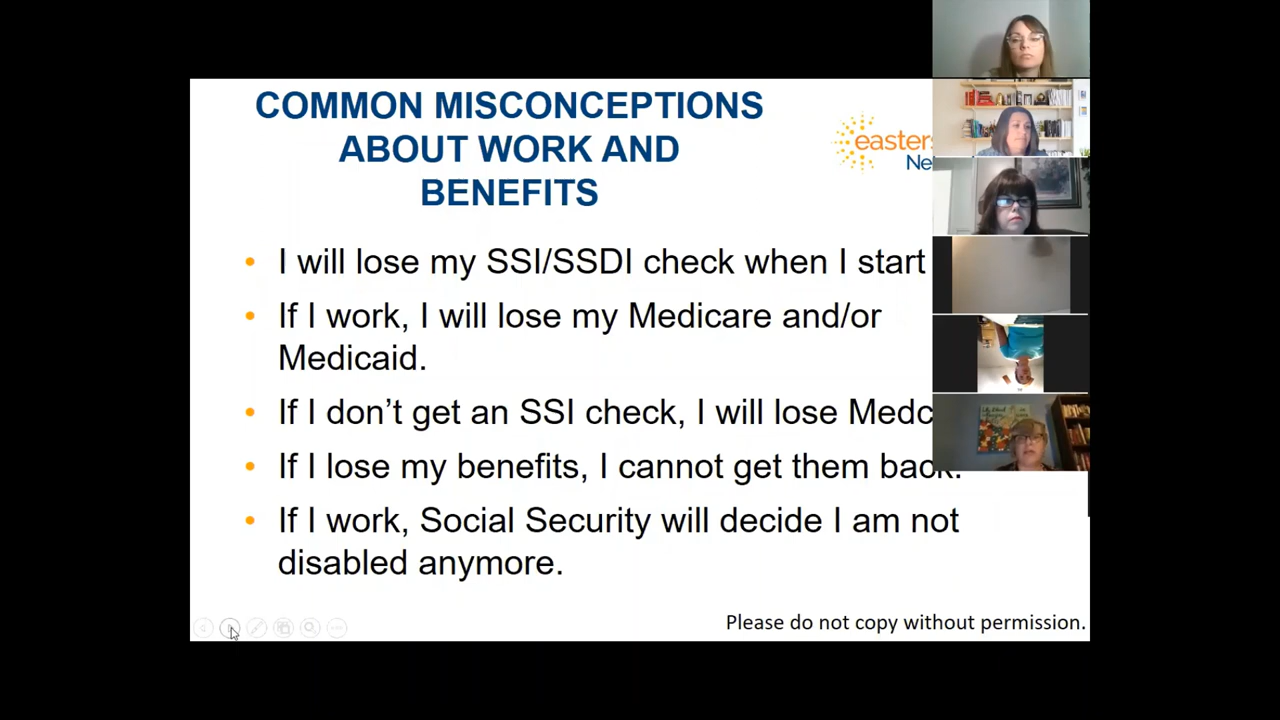 COMMON MISCONCEPTIONS
ABOUT WORK AND
BENEFITS
easters
Ne
• I will lose my SSI/SSDI check when I start
• If I work, I will lose my Medicare and/or
Medicaid.
• If I don’t get an SSI check, I will lose Medc
• If I lose my benefits, I cannot get them back.
• If I work, Social Security will decide I am not
disabled anymore.
Please do not copy without permission.